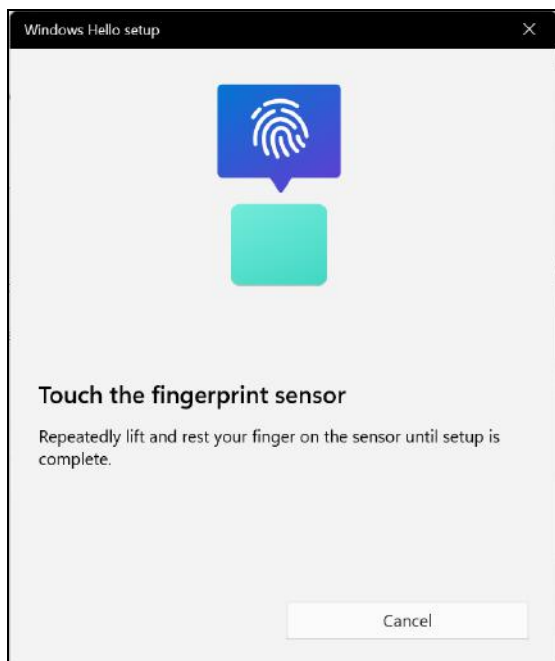 Windows Hello setup
Touch the fingerprint sensor
Repeatedly lift and rest your finger on the sensor until setup is
complete.
Cancel